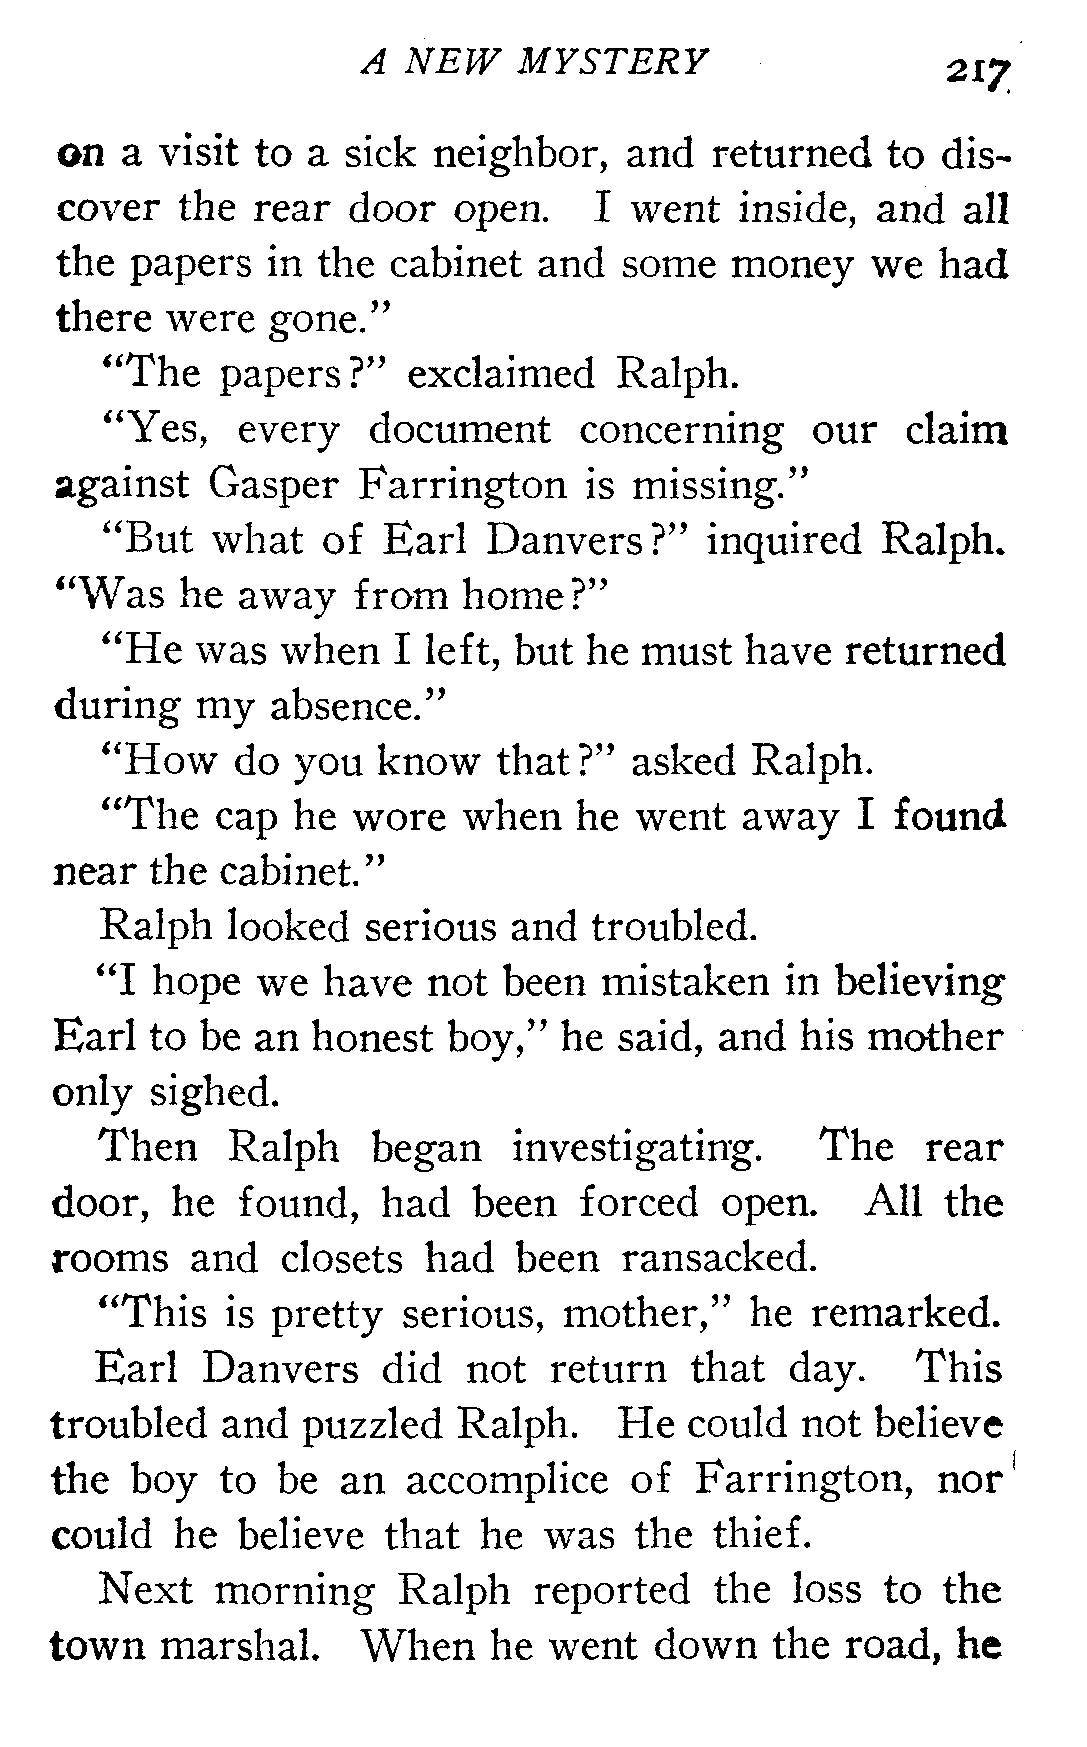 A NEW MYSTERY 217
on a visit to a sick neighbor, and returned to dis-
cover the rear door open. I went inside, and all
the papers in the cabinet and some money we had
there were gone."
"The papers?" exclaimed Ralph.
"Yes, every document concerning our claim
against Gasper Farrington is missing."
"But what of Earl Danvers?" inquired Ralph.
"Was he away from home?"
"He was when I left, but he must have returned
during my absence."
"How do you know that?" asked Ralph.
"The cap he wore when he went away I found
near the cabinet."
Ralph looked serious and troubled.
"I hope we have not been mistaken in believing
Earl to be an honest boy," he said, and his mother
only sighed.
Then Ralph began investigating. The rear
door, he found, had been forced open. All the
rooms and closets had been ransacked.
"This is pretty serious, mother," he remarked.
Earl Danvers did not return that day. This
troubled and puzzled Ralph. He could not believe
the boy to be an accomplice of Farrington, nor
could he believe that he was the thief.
Next morning Ralph reported the loss to the
town marshal. When he went down the road, he